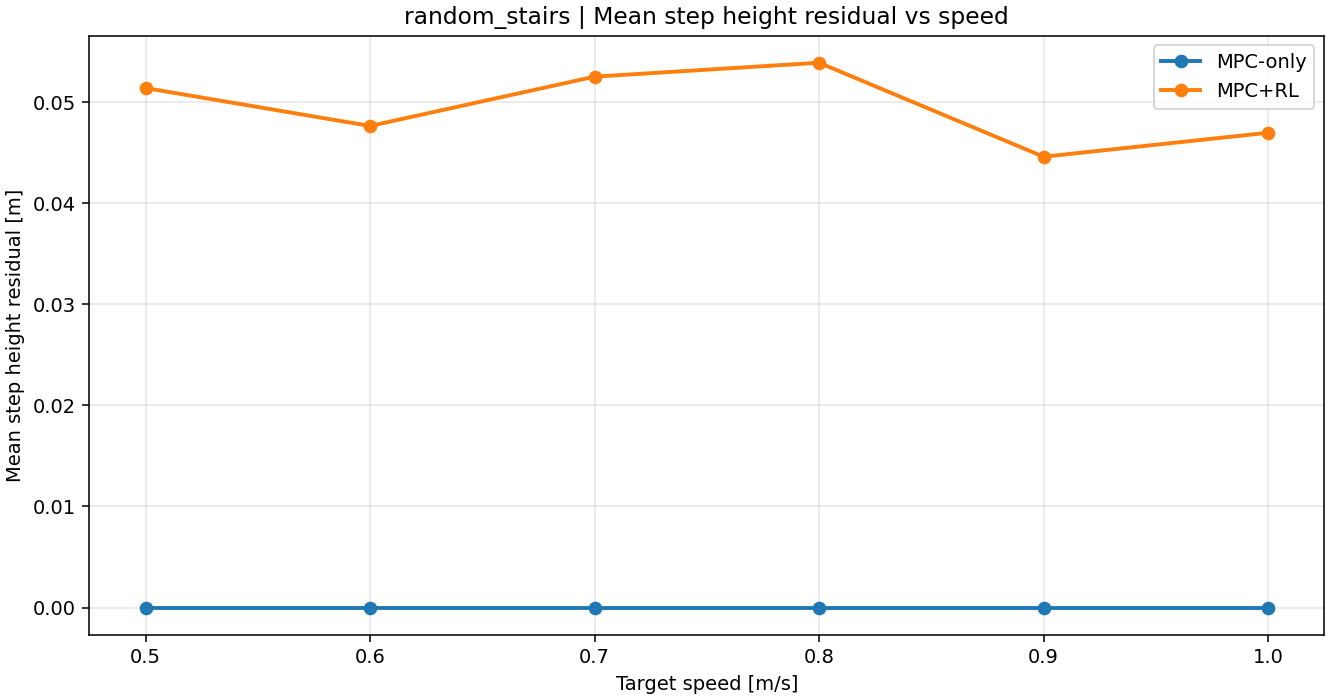 random_stairs | Mean step height residual vs speed
MPC-only
MPC+RL
Mean step height residual [m]
0.05
0.04
0.03
0.02
0.01
0.00
0.5 0.6 0.7 0.8 0.9 1.0
Target speed [m/s]